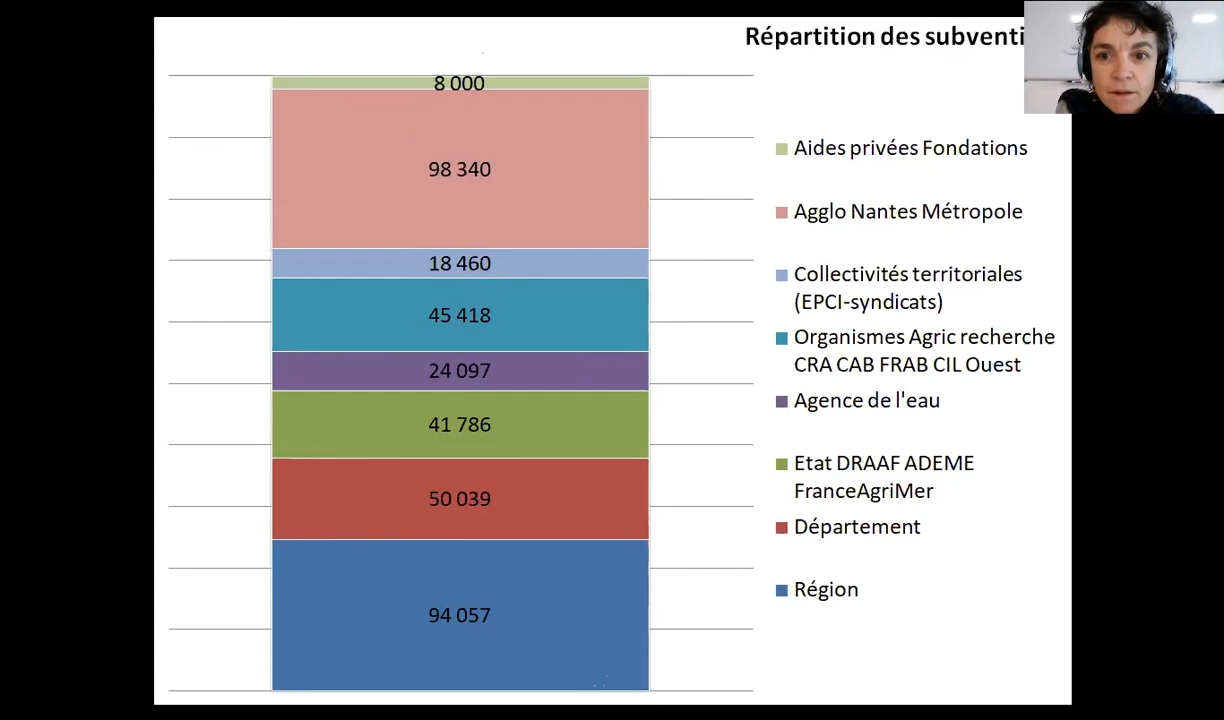 Répartition des
8 000
98 340
18 460
45 418
24 097
41 786
50 039
94 057
Aides privées Fondations
Agglo Nantes Métropole
Collectivités territoriales
(EPCI-syndicats)
Organismes Agric recherche
CRA CAB FRAB CIL Ouest
Agence de l'eau
Etat DRAAF ADEME
FranceAgriMer
Département
Région